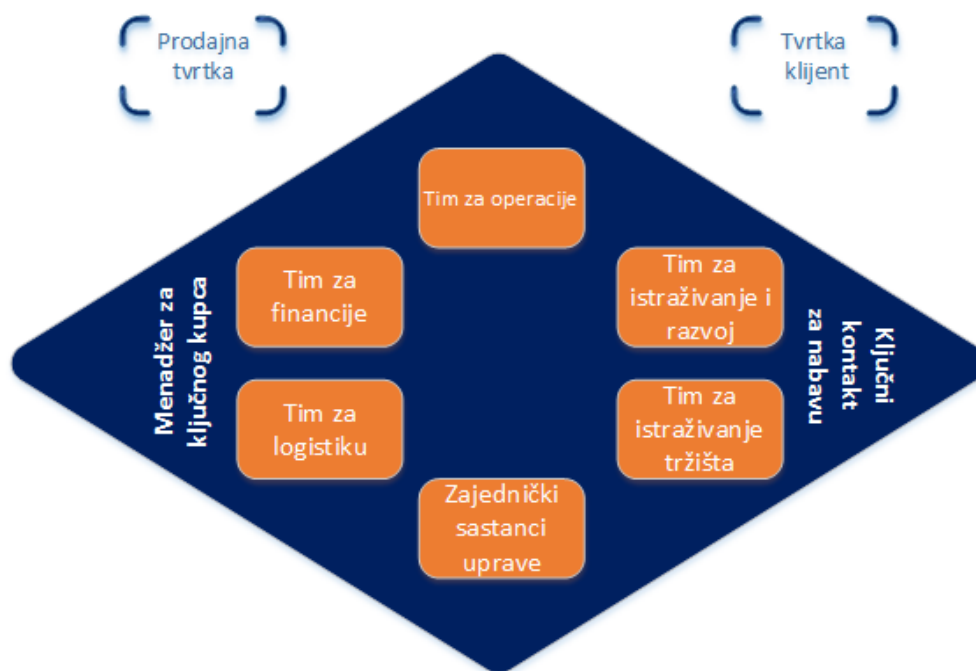 Prodajna
tvrtka
Tvrtka
klijent
Tim za operacije
Tim za
financije
Tim za
istraživanje i
razvoj
Menadžer za
ključnog kupca
Ključni
kontakt
za nabavu
Tim za
logistiku
Tim za
istraživanje
tržišta
Zajednički
sastanci
uprave